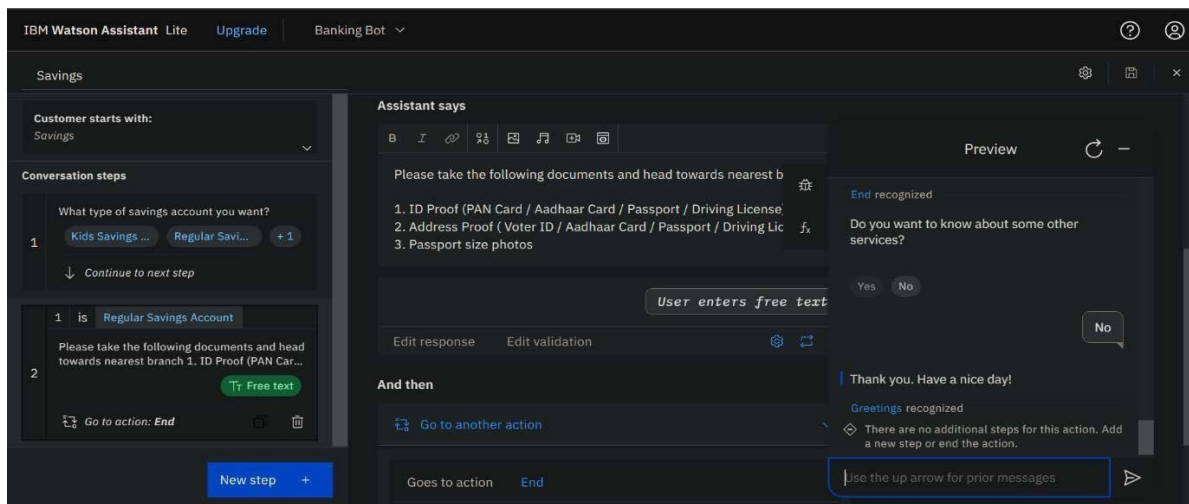 IBM Watson Assistant Lite
Upgrade
Banking Bot
Savings
Customer starts with:
Savings
Conversation steps
1
What type of savings account you want?
Kids Savings ...
Regular Savi...
+ 1
Continue to next step
2
1 is Regular Savings Account
Please take the following documents and head
towards nearest branch 1. ID Proof (PAN Car...
Tт Free text
Go to action: End
New step +
Assistant says
B I
Please take the following documents and head towards nearest b
1. ID Proof (PAN Card / Aadhaar Card / Passport / Driving License
2. Address Proof ( Voter ID / Aadhaar Card / Passport / Driving Lic
3. Passport size photos
User enters free text
Edit response
Edit validation
And then
Go to another action
Goes to action End
fx
Preview
End recognized
Do you want to know about some other
services?
Yes No
No
Thank you. Have a nice day!
Greetings recognized
There are no additional steps for this action. Add
a new step or end the action.
Use the up arrow for prior messages